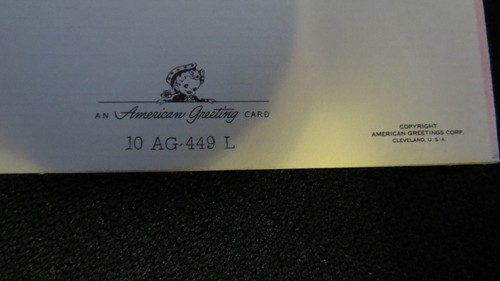 AN American Greeting CARD
10 AG-449 L
COPYRIGHT
AMERICAN GREETINGS CORP.
CLEVELAND, U. S. A.